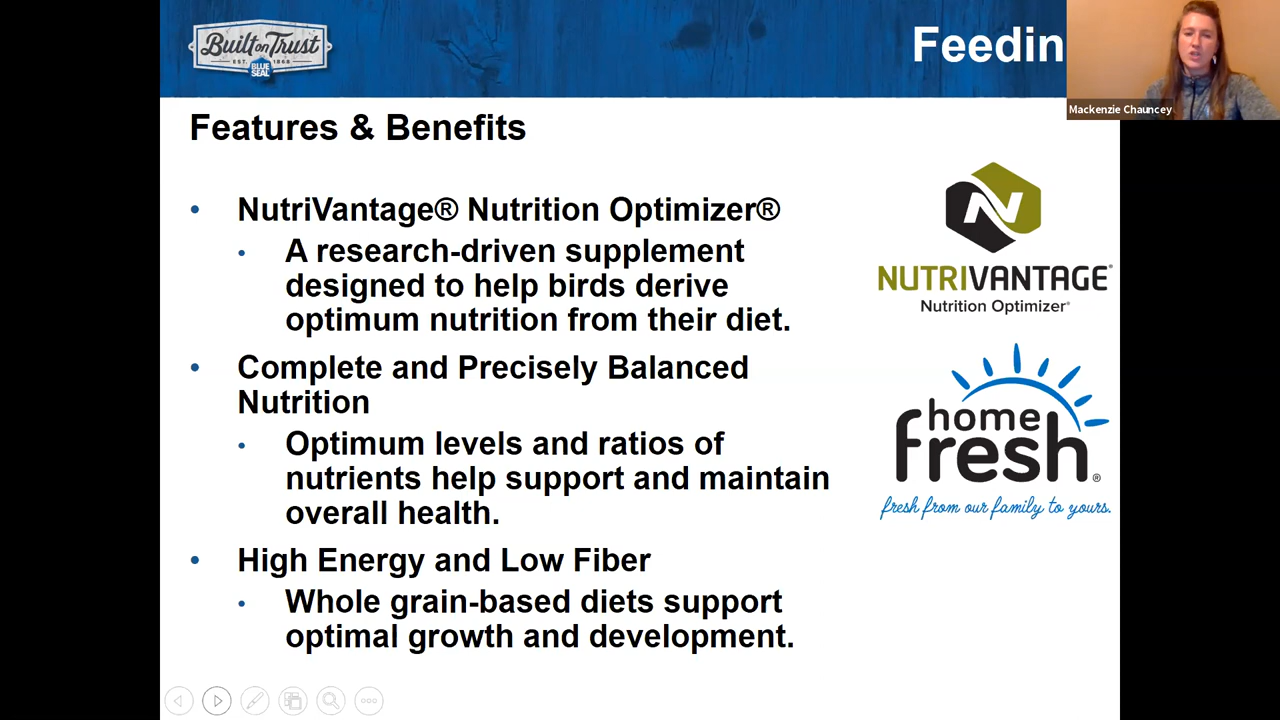 Built on Trust
EST. 1868
BLUE
SEAL
Feedin
Mackenzie Chauncey
Features & Benefits
• NutriVantage® Nutrition Optimizer®
• A research-driven supplement
designed to help birds derive
optimum nutrition from their diet.
• Complete and Precisely Balanced
Nutrition
• Optimum levels and ratios of
nutrients help support and maintain
overall health.
• High Energy and Low Fiber
• Whole grain-based diets support
optimal growth and development.
N
NUTRIVANTAGE®
Nutrition Optimizer®
home
fresh®
fresh from our family to yours.